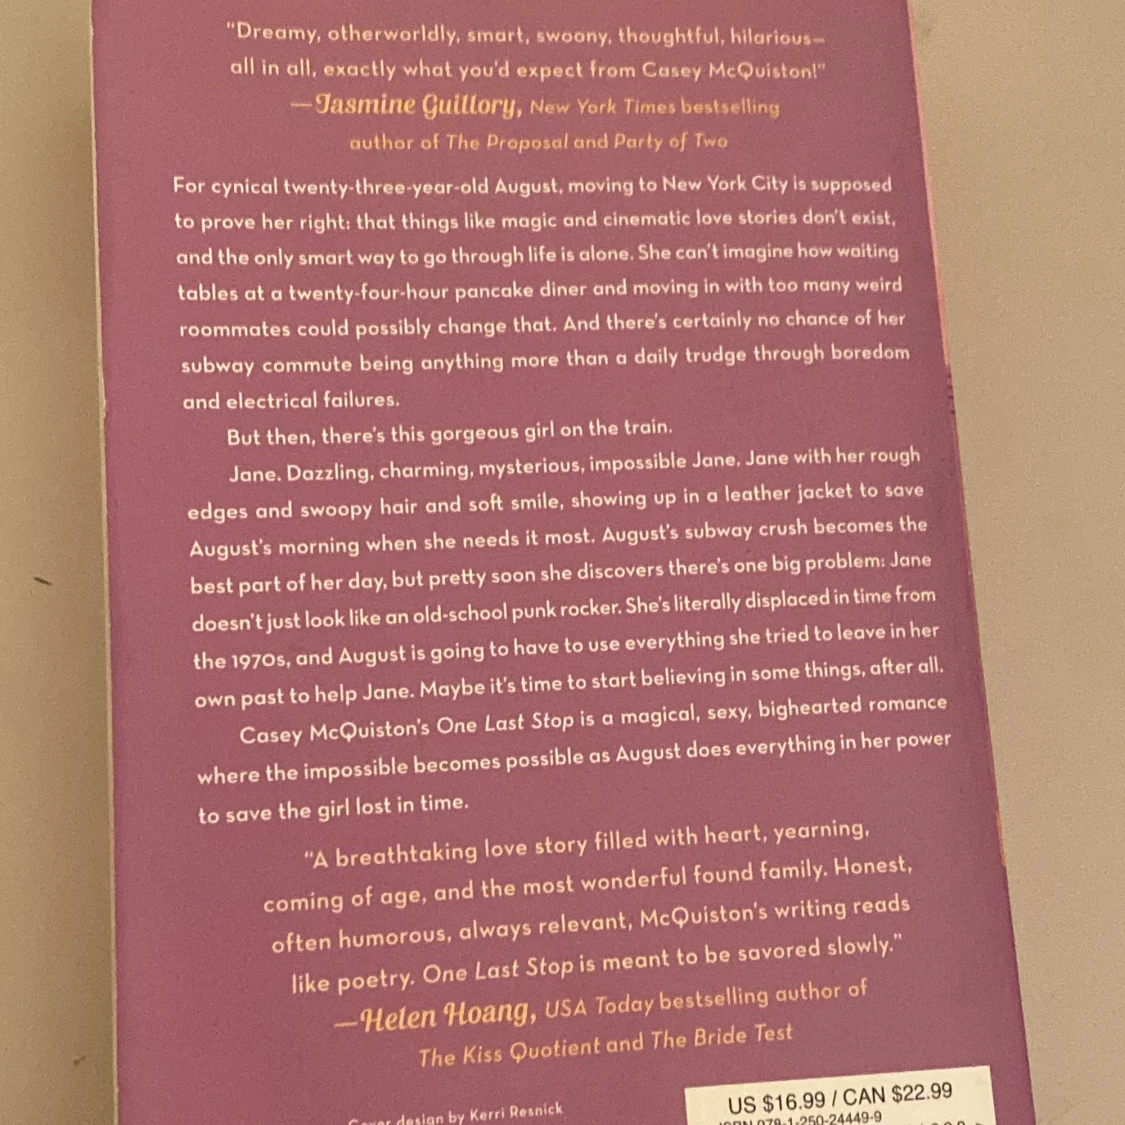 “Dreamy, otherworldly, smart, swoony, thoughtful, hilarious—
all in all, exactly what you’d expect from Casey McQuiston!”
—Jasmine Guillory, New York Times bestselling
author of The Proposal and Party of Two
For cynical twenty-three-year-old August, moving to New York City is supposed
to prove her right: that things like magic and cinematic love stories don’t exist,
and the only smart way to go through life is alone. She can’t imagine how waiting
tables at a twenty-four-hour pancake diner and moving in with too many weird
roommates could possibly change that. And there’s certainly no chance of her
subway commute being anything more than a daily trudge through boredom
and electrical failures.
But then, there’s this gorgeous girl on the train.
Jane. Dazzling, charming, mysterious, impossible Jane. Jane with her rough
edges and swoopy hair and soft smile, showing up in a leather jacket to save
August’s morning when she needs it most. August’s subway crush becomes the
best part of her day, but pretty soon she discovers there’s one big problem: Jane
doesn’t just look like an old-school punk rocker. She’s literally displaced in time from
the 1970s, and August is going to have to use everything she tried to leave in her
own past to help Jane. Maybe it’s time to start believing in some things, after all.
Casey McQuiston’s One Last Stop is a magical, sexy, bighearted romance
where the impossible becomes possible as August does everything in her power
to save the girl lost in time.
“A breathtaking love story filled with heart, yearning,
coming of age, and the most wonderful found family. Honest,
often humorous, always relevant, McQuiston’s writing reads
like poetry. One Last Stop is meant to be savored slowly.”
—Helen Hoang, USA Today bestselling author of
The Kiss Quotient and The Bride Test
Cover design by Kerri Resnick
US $16.99 / CAN $22.99
ISBN 978-1-250-24449-9